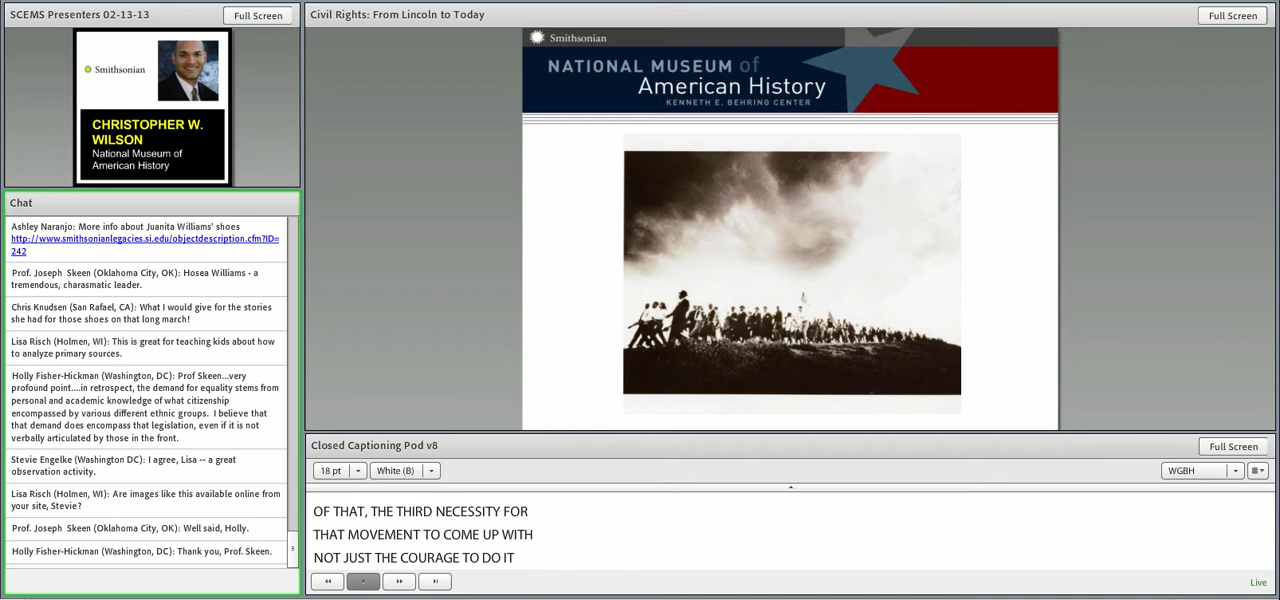 SCEMS Presenters 02-13-13
Full Screen
Smithsonian
CHRISTOPHER W.
WILSON
National Museum of
American History
Chat
Ashley Naranjo: More info about Juanita Williams' shoes
http://www.smithsonianlegacies.si.edu/objectdescription.cfm?ID=
242
Prof. Joseph Skeen (Oklahoma City, OK): Hosea Williams - a
tremendous, charasmatic leader.
Chris Knudsen (San Rafael, CA): What I would give for the stories
she had for those shoes on that long march!
Lisa Risch (Holmen, WI): This is great for teaching kids about how
to analyze primary sources.
Holly Fisher-Hickman (Washington, DC): Prof Skeen...very
profound point....in retrospect, the demand for equality stems from
personal and academic knowledge of what citizenship
encompassed by various different ethnic groups. I believe that
that demand does encompass that legislation, even if it is not
verbally articulated by those in the front.
Stevie Engelke (Washington DC): I agree, Lisa -- a great
observation activity.
Lisa Risch (Holmen, WI): Are images like this available online from
your site, Stevie?
Prof. Joseph Skeen (Oklahoma City, OK): Well said, Holly.
Holly Fisher-Hickman (Washington, DC): Thank you, Prof. Skeen.
Civil Rights: From Lincoln to Today
Full Screen
Smithsonian
NATIONAL MUSEUM of
American History
KENNETH E. BEHRING CENTER
Closed Captioning Pod v8
Full Screen
18 pt
White (B)
WGBH
OF THAT, THE THIRD NECESSITY FOR
THAT MOVEMENT TO COME UP WITH
NOT JUST THE COURAGE TO DO IT
Live